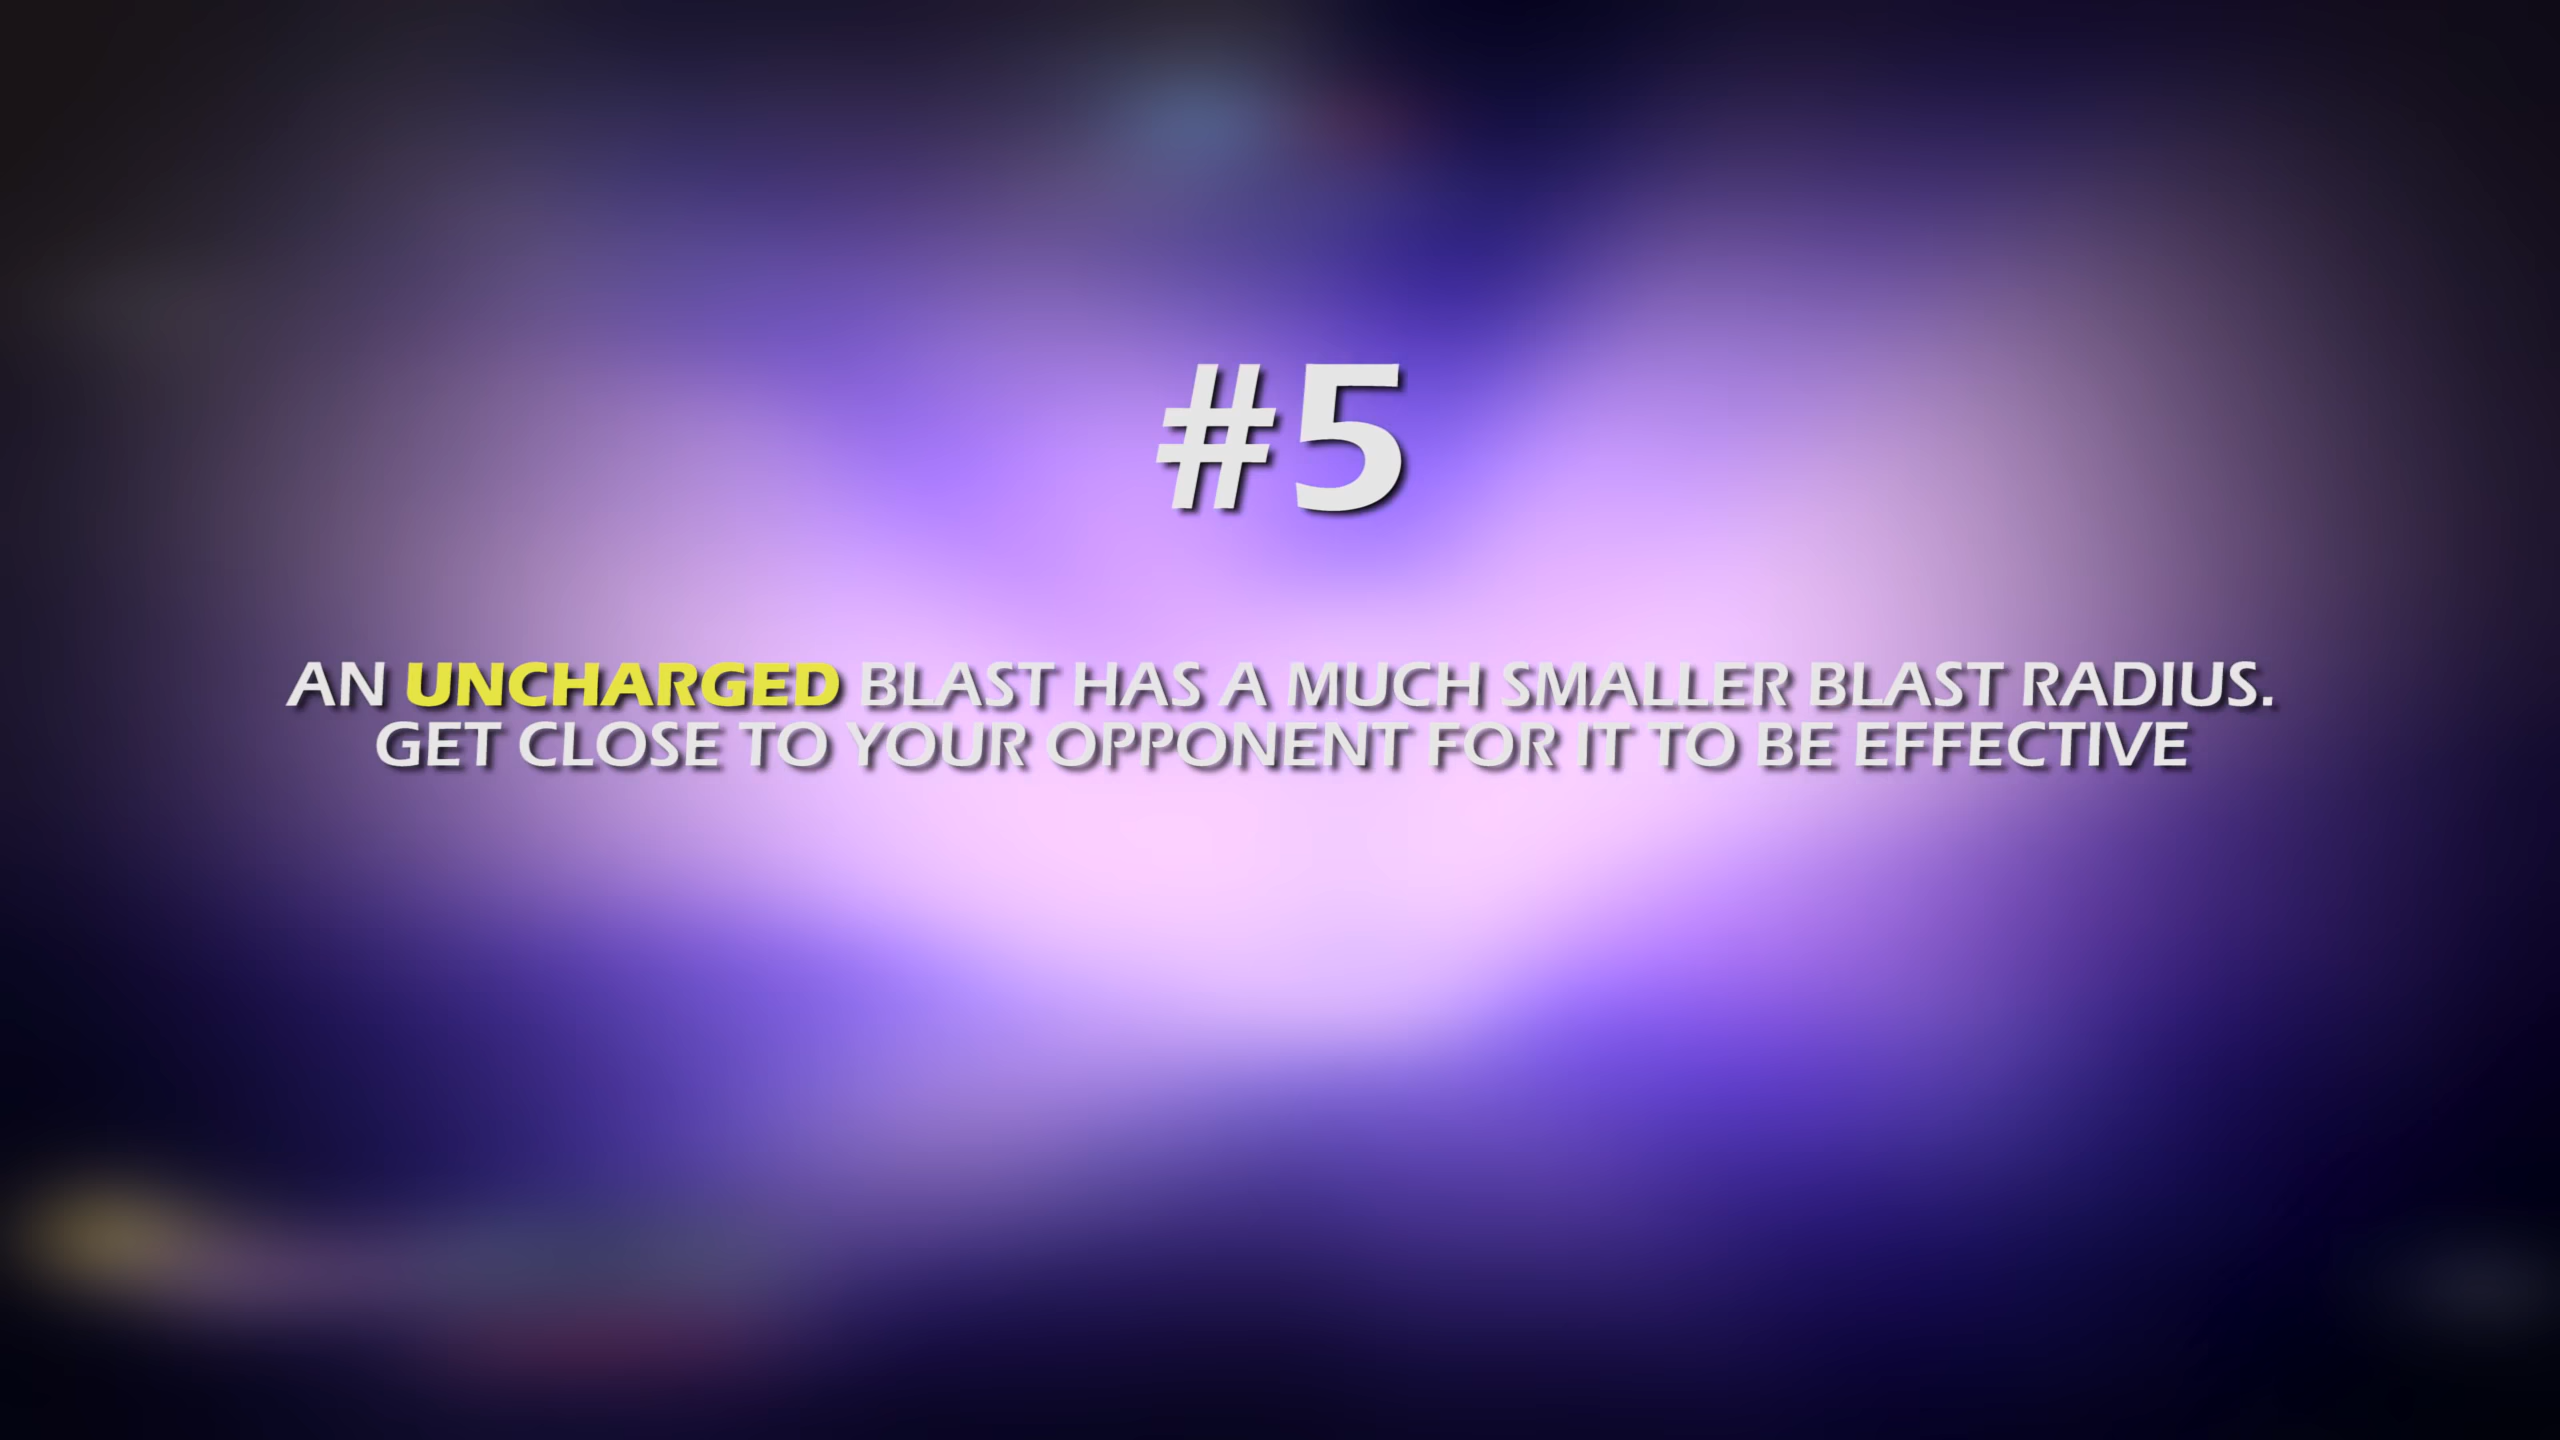 #5
AN UNCHARGED BLAST HAS A MUCH SMALLER BLAST RADIUS.
GET CLOSE TO YOUR OPPONENT FOR IT TO BE EFFECTIVE